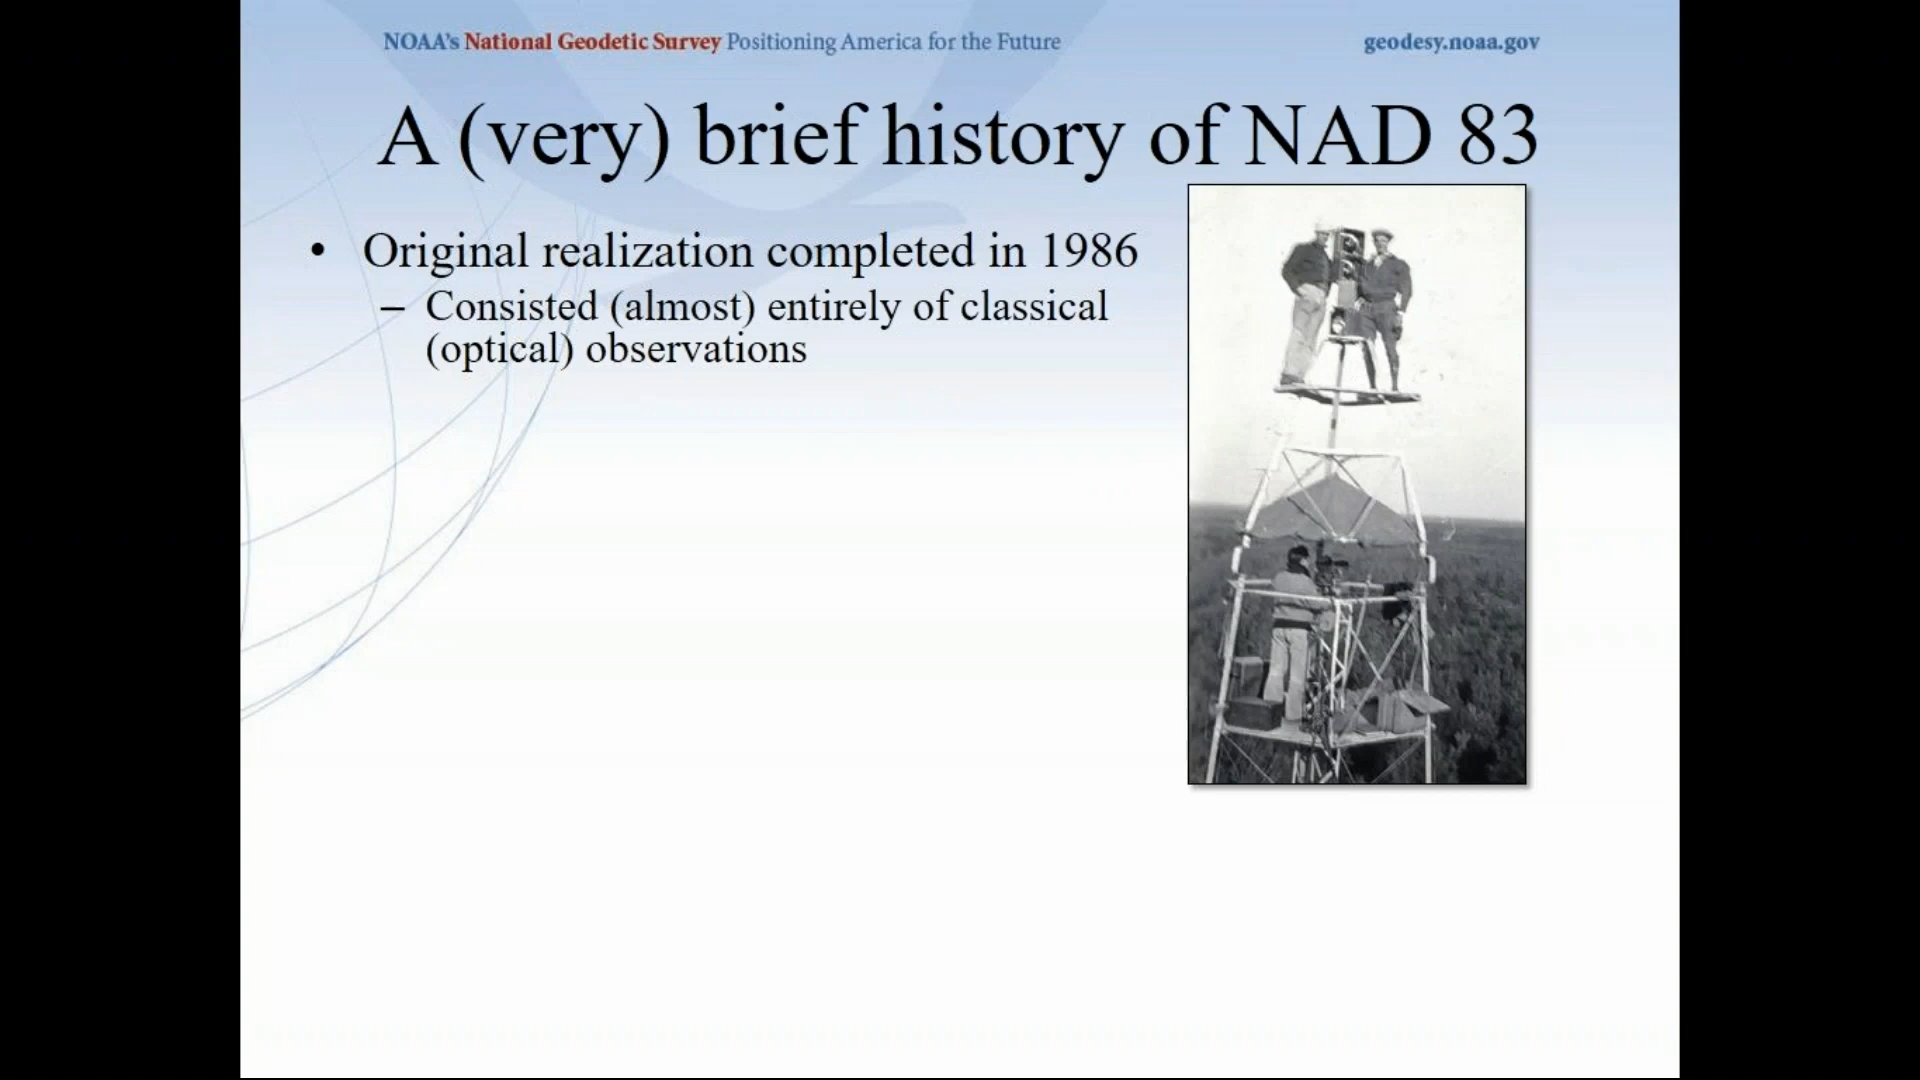 NOAA's National Geodetic Survey Positioning America for the Future
geodesy.noaa.gov
A (very) brief history of NAD 83
• Original realization completed in 1986
– Consisted (almost) entirely of classical
(optical) observations